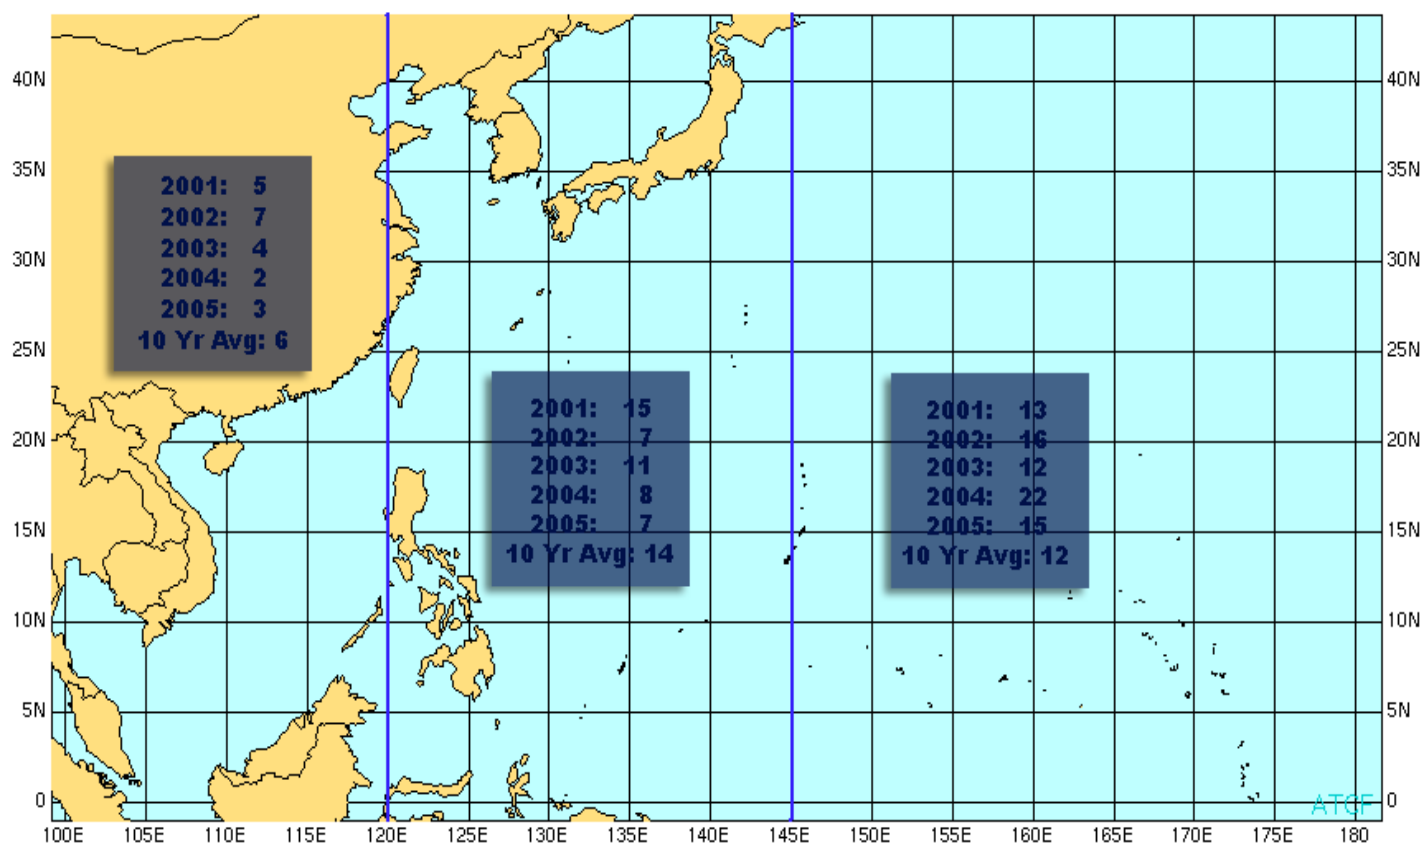 40N
40N
35N
35N
30N
30N
25N
25N
20N
20N
15N
15N
10N
10N
5N
5N
0
0
2001: 5
2002: 7
2003: 4
2004: 2
2005: 3
10 Yr Avg: 6
2001: 15
2002: 7
2003: 11
2004: 8
2005: 7
10 Yr Avg: 14
2001: 13
2002: 16
2003: 12
2004: 22
2005: 15
10 Yr Avg: 12
ATCF
100E 105E 110E 115E 120E 125E 130E 135E 140E 145E 150E 155E 160E 165E 170E 175E 180